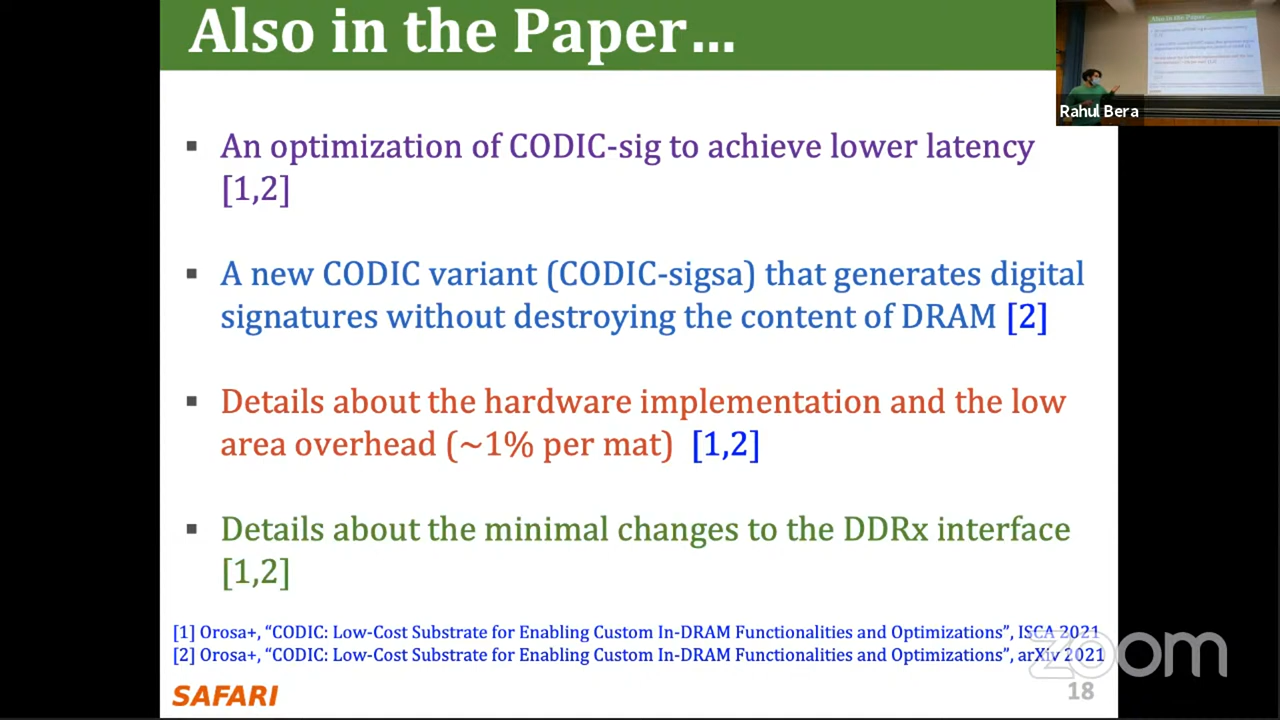 Also in the Paper…
Rahul Bera
▪ An optimization of CODIC-sig to achieve lower latency
[1,2]
▪ A new CODIC variant (CODIC-sigsa) that generates digital
signatures without destroying the content of DRAM [2]
▪ Details about the hardware implementation and the low
area overhead (~1% per mat) [1,2]
▪ Details about the minimal changes to the DDRx interface
[1,2]
[1] Orosa+, “CODIC: Low-Cost Substrate for Enabling Custom In-DRAM Functionalities and Optimizations”, ISCA 2021
[2] Orosa+, “CODIC: Low-Cost Substrate for Enabling Custom In-DRAM Functionalities and Optimizations”, arXiv 2021
zoom
SAFARI
18